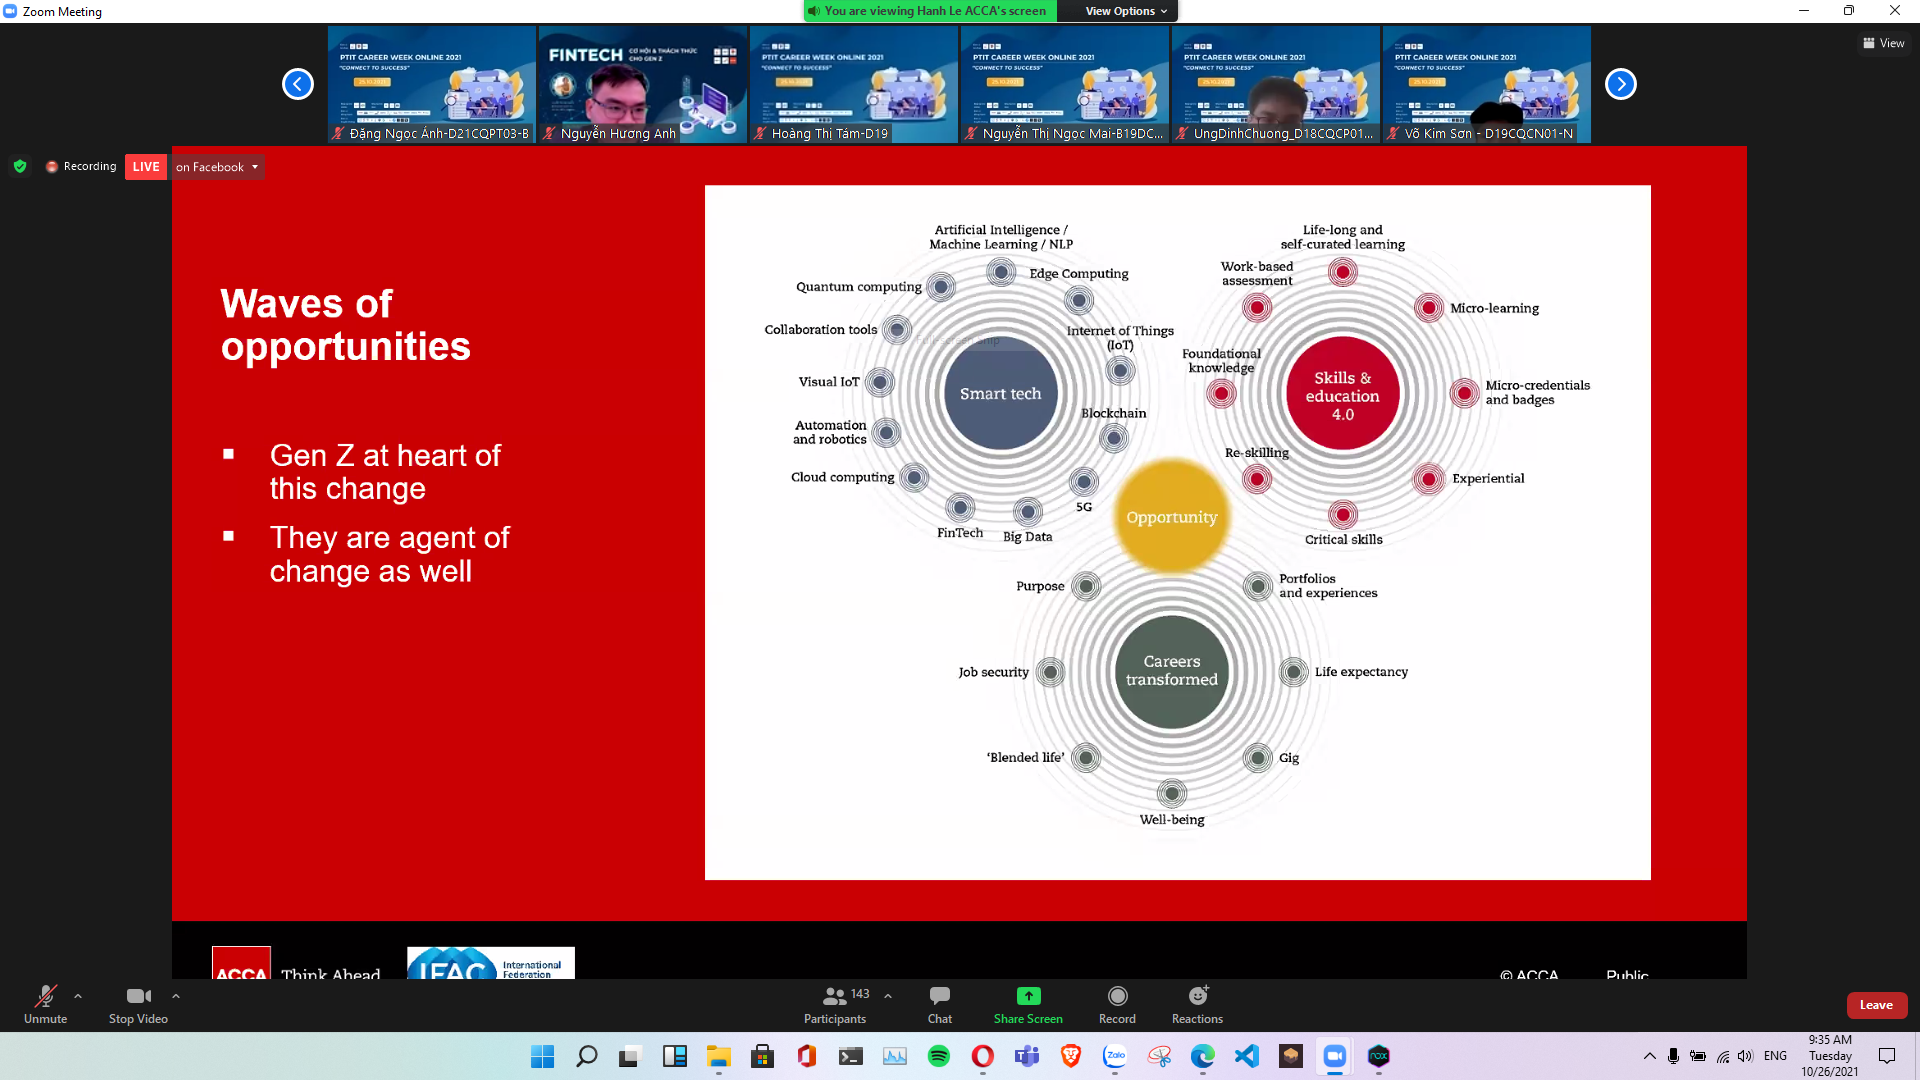 Zoom Meeting
You are viewing Hanh Le ACCA's screen
View Options
View
PTIT CAREER WEEK ONLINE 2021
"CONNECT TO SUCCESS"
Đặng Ngọc Ánh-D21CQPT03-B
FINTECH
CƠ HỘI & THÁCH THỨC
CHO GEN Z
Nguyễn Hương Anh
PTIT CAREER WEEK ONLINE 2021
"CONNECT TO SUCCESS"
Hoàng Thị Tám-D19
PTIT CAREER WEEK ONLINE 2021
"CONNECT TO SUCCESS"
Nguyễn Thị Ngọc Mai-B19DC...
PTIT CAREER WEEK ONLINE 2021
"CONNECT TO SUCCESS"
UngDinhChuong_D18CQCP01...
PTIT CAREER WEEK ONLINE 2021
"CONNECT TO SUCCESS"
Võ Kim Sơn - D19CQCN01-N
Recording
LIVE
on Facebook
Waves of
opportunities
Gen Z at heart of
this change
They are agent of
change as well
Artificial Intelligence /
Machine Learning / NLP
Edge Computing
Quantum computing
Collaboration tools
Internet of Things
(IoT)
Visual IoT
Smart tech
Blockchain
Automation
and robotics
Cloud computing
5G
FinTech
Big Data
Life-long and
self-curated learning
Work-based
assessment
Micro-learning
Foundational
knowledge
Skills &
education
4.0
Micro-credentials
and badges
Re-skilling
Experiential
Critical skills
Opportunity
Purpose
Portfolios
and experiences
Job security
Careers
transformed
Life expectancy
'Blended life'
Gig
Well-being
ACCA
Think Ahead
IFAC
International
Federation
© ACCA
Public
Unmute
Stop Video
143
Participants
Chat
Share Screen
Record
Reactions
Leave
Zalo
rox
ENG
9:35 AM
Tuesday
10/26/2021